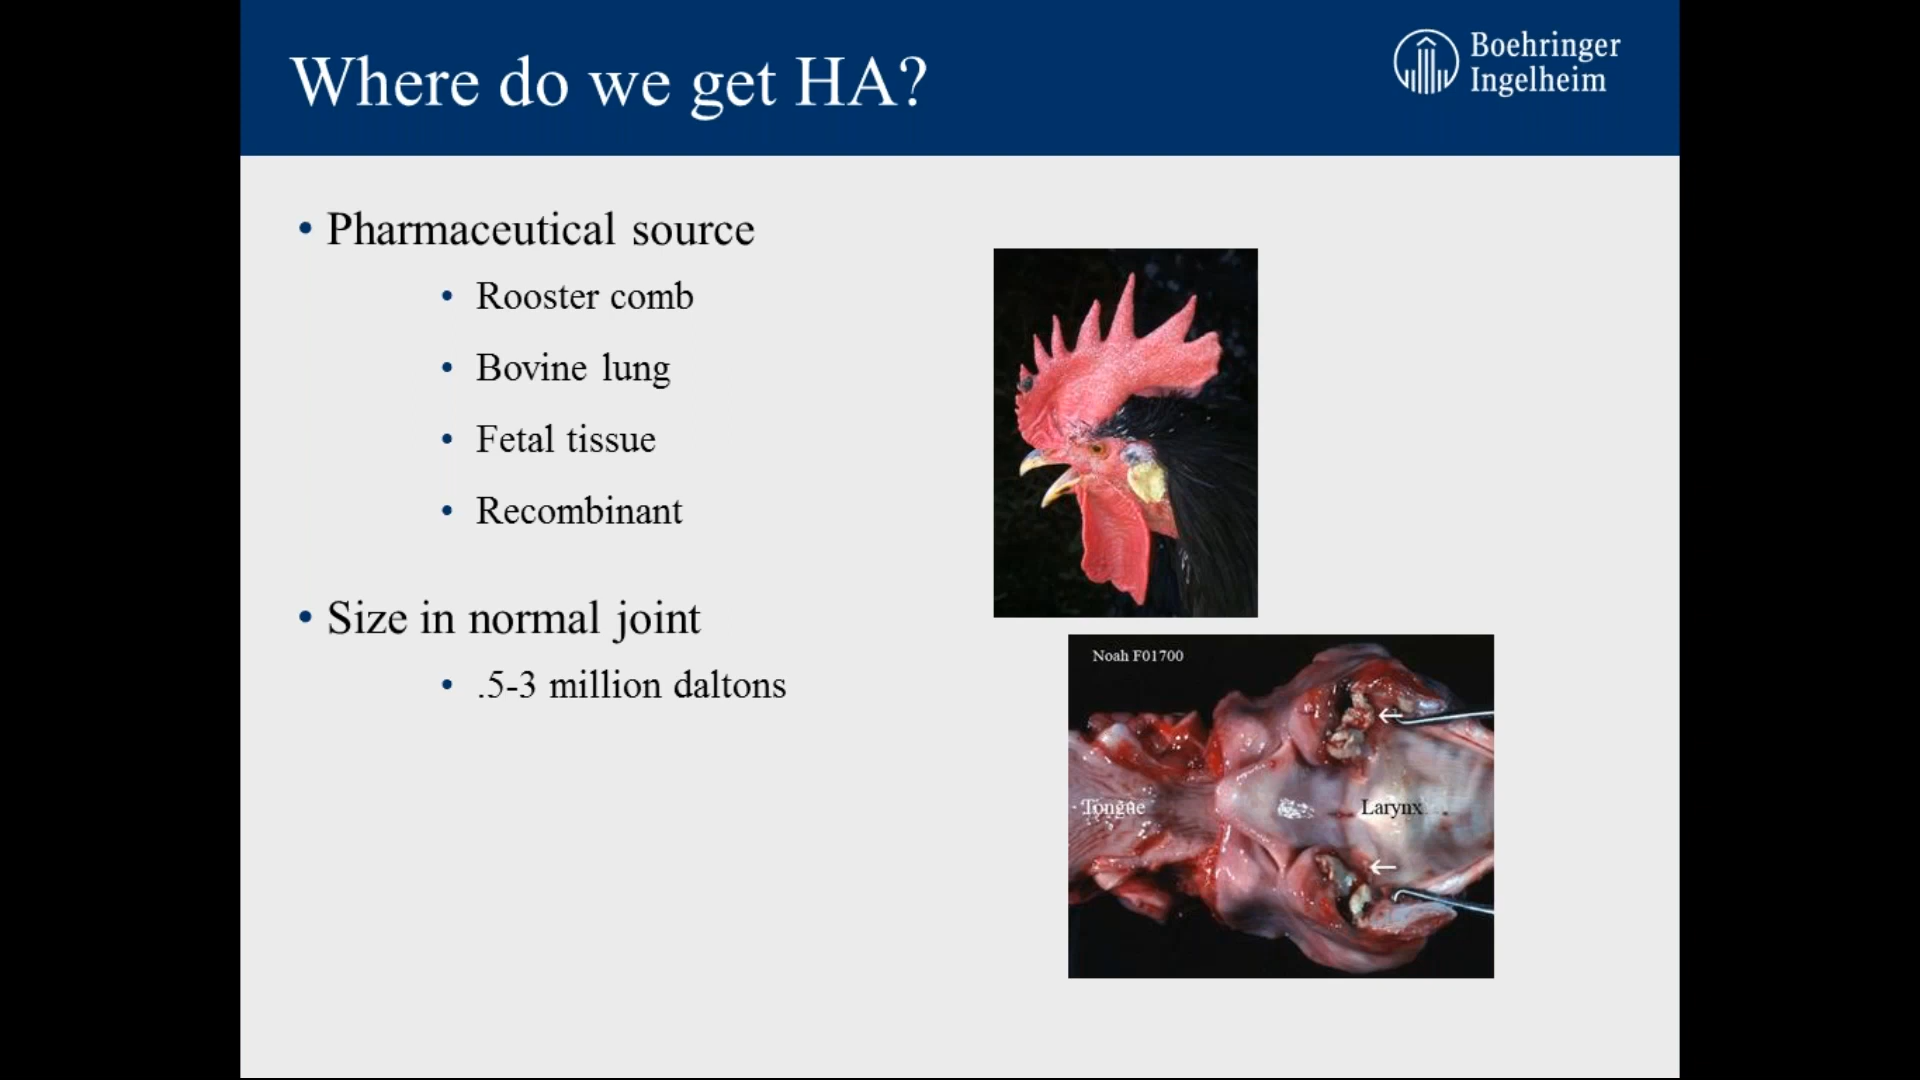 Where do we get HA?
Boehringer
Ingelheim
• Pharmaceutical source
• Rooster comb
• Bovine lung
• Fetal tissue
• Recombinant
• Size in normal joint
• .5-3 million daltons
Noah F01700
Tongue
Larynx